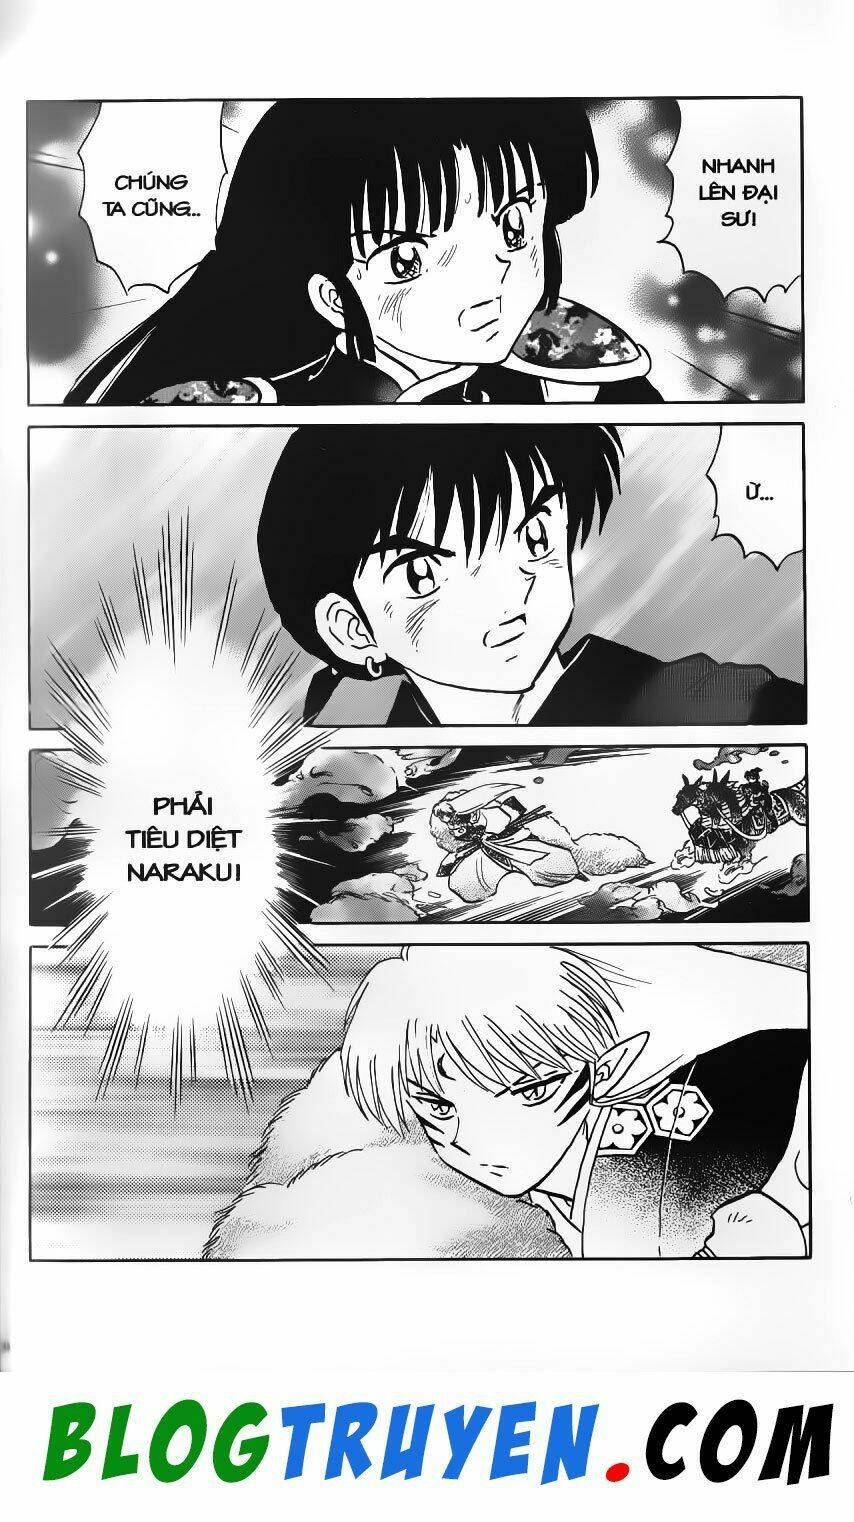 NHANH
LÊN ĐẠI
SƯ!
CHÚNG
TA CŨNG...
Ừ...
PHẢI
TIÊU DIỆT
NARAKU!
BLOGTRUYEN.COM